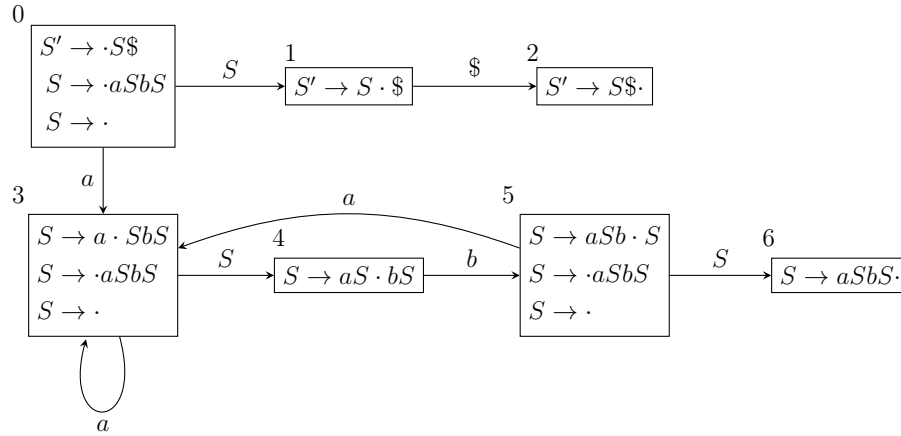 0
S' → ·S$
S → ·aSbS
S → ·
S
1
S' → S · $
$
2
S' → S$·
a
3
S → a · SbS
S → ·aSbS
S → ·
a
S
4
S → aS · bS
b
a
5
S → aSb · S
S → ·aSbS
S → ·
S
6
S → aSbS·